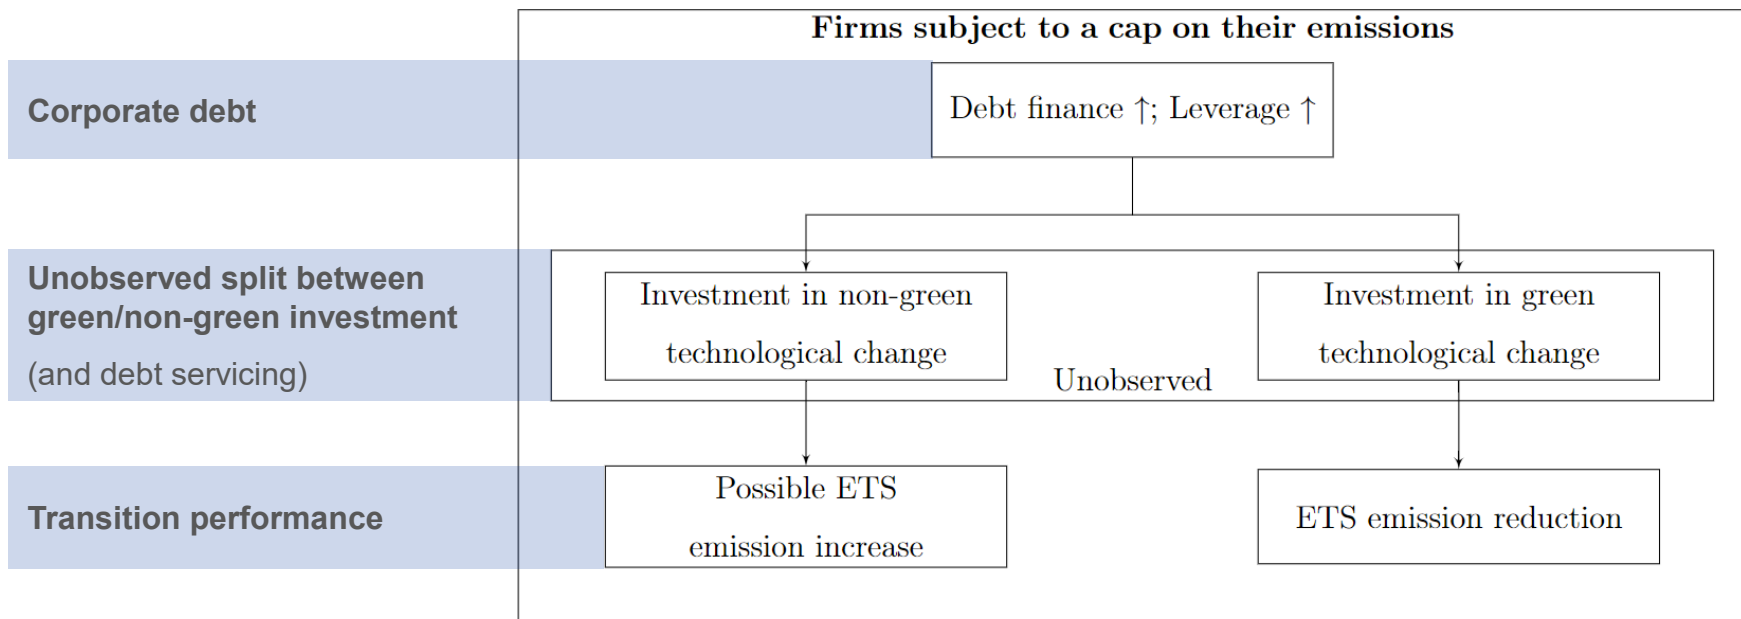 Firms subject to a cap on their emissions
Corporate debt
Debt finance ↑; Leverage ↑
Unobserved split between
green/non-green investment
(and debt servicing)
Investment in non-green
technological change
Investment in green
technological change
Unobserved
Transition performance
Possible ETS
emission increase
ETS emission reduction